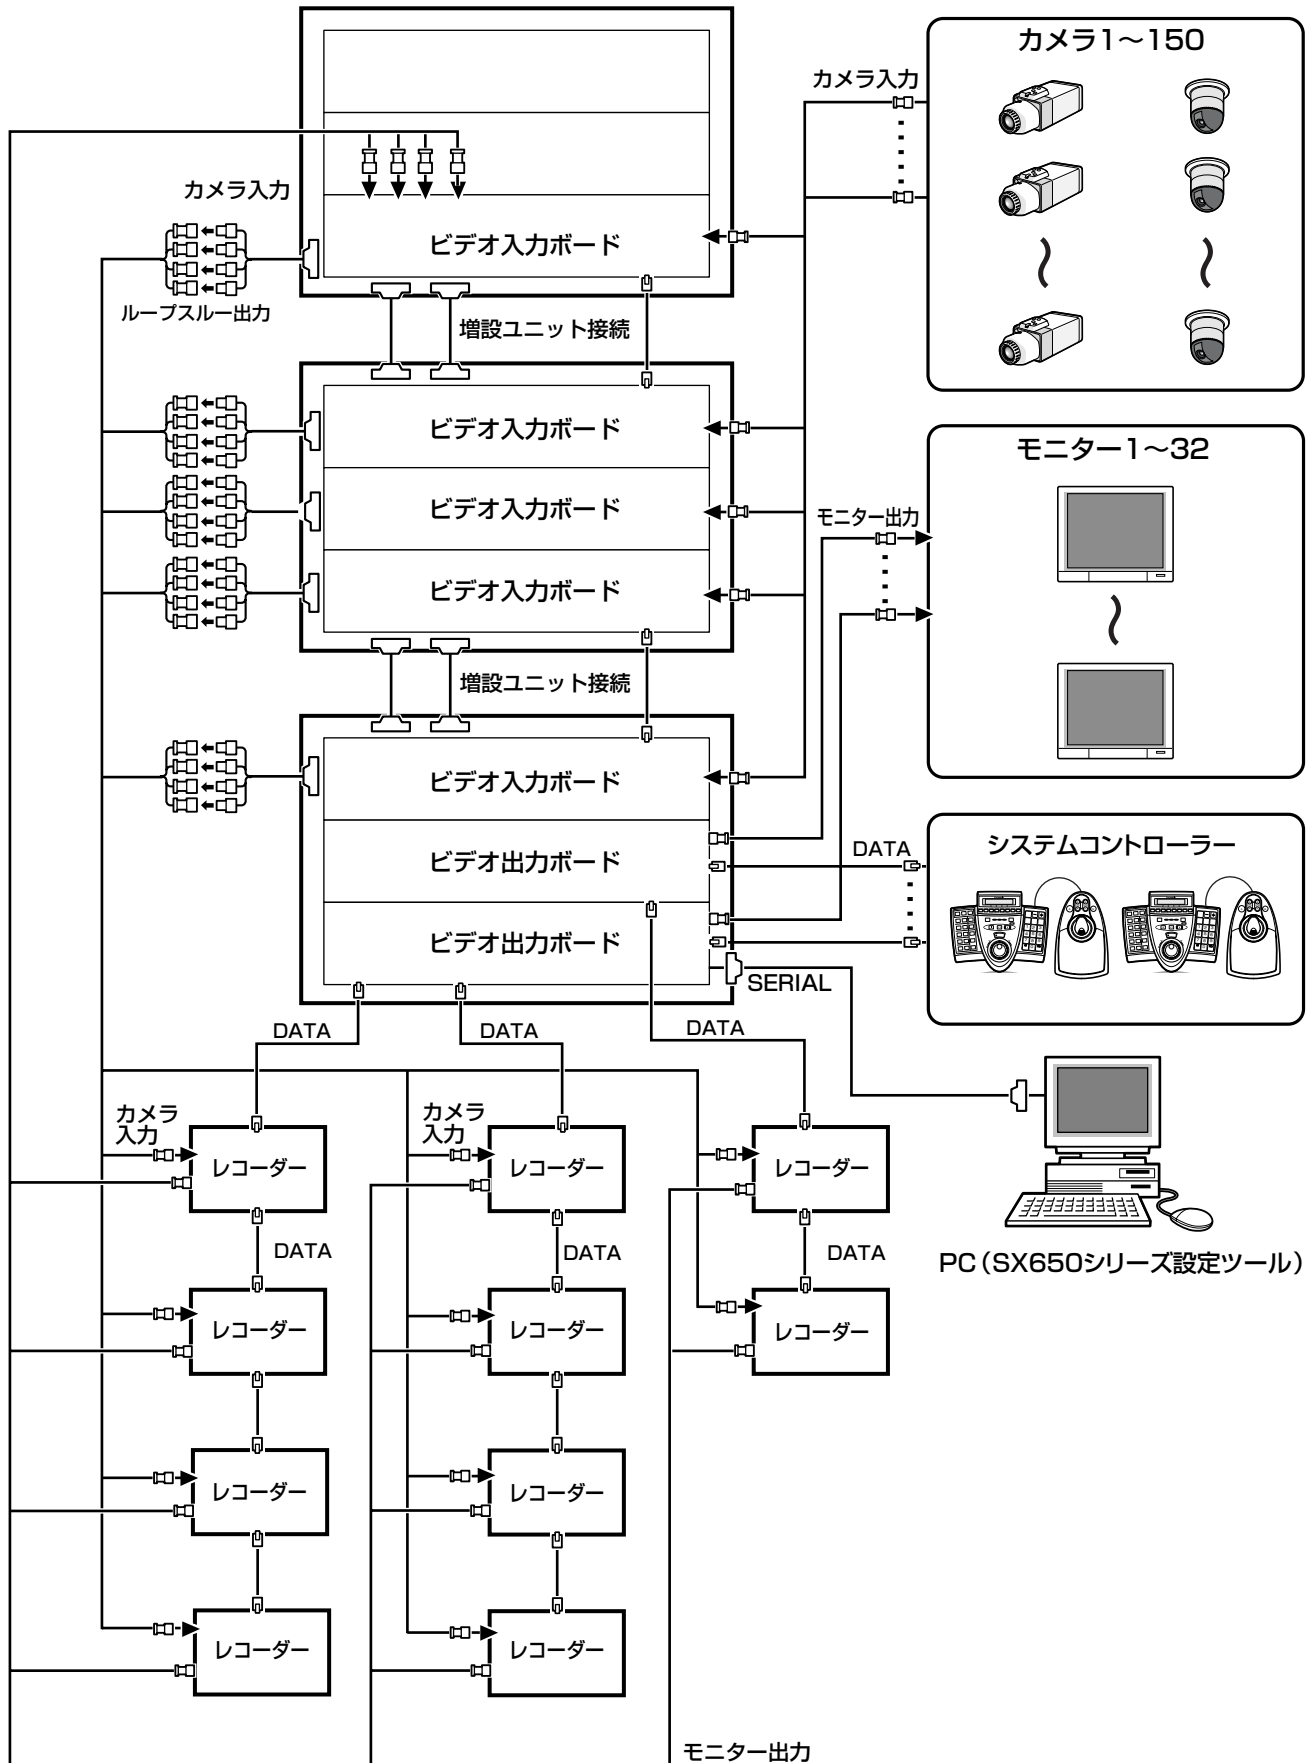 カメラ1〜150
カメラ入力
カメラ入力
ビデオ入力ボード
ループスルー出力
増設ユニット接続
ビデオ入力ボード
モニター1〜32
ビデオ入力ボード
モニター出力
ビデオ入力ボード
増設ユニット接続
ビデオ入力ボード
システムコントローラー
DATA
ビデオ出力ボード
ビデオ出力ボード
SERIAL
DATA
DATA
DATA
カメラ
入力
カメラ
入力
レコーダー
レコーダー
レコーダー
DATA
DATA
DATA
PC（SX650シリーズ設定ツール）
レコーダー
レコーダー
レコーダー
レコーダー
レコーダー
レコーダー
レコーダー
モニター出力